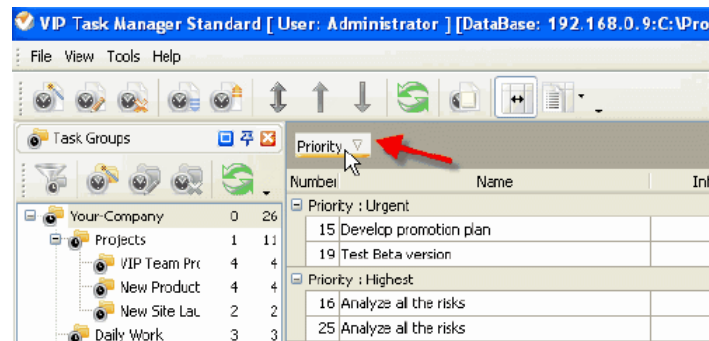 VIP Task Manager Standard [ User: Administrator ] [DataBase: 192.168.0.9:C:\Pro
File View Tools Help
Task Groups
Priority
Number Name Inf
Your-Company 0 26
Projects 1 11
VIP Team Pro 4 4
New Product 4 4
New Site Lau 2 2
Daily Work 3 3
Priority : Urgent
15 Develop promotion plan
19 Test Beta version
Priority : Highest
16 Analyze all the risks
25 Analyze all the risks